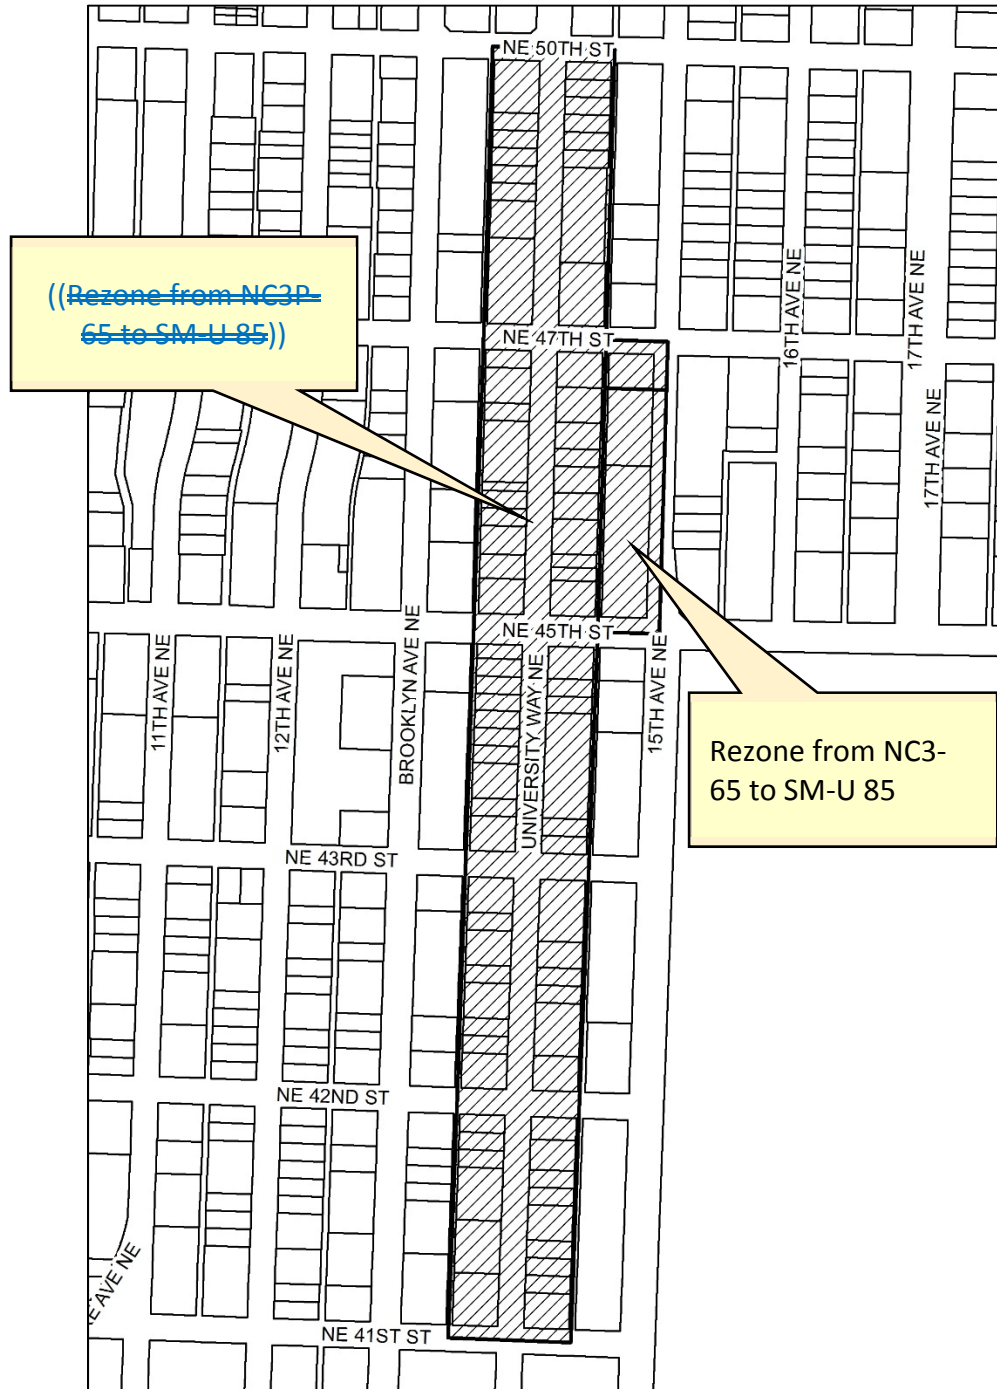 NE 50TH ST
((Rezone from NC3P-
65 to SM-U 85))
NE 47TH ST
16TH AVE NE
17TH AVE NE
17TH AVE NE
NE 45TH ST
11TH AVE NE
12TH AVE NE
BROOKLYN AVE NE
UNIVERSITY WAY NE
15TH AVE NE
Rezone from NC3-
65 to SM-U 85
NE 43RD ST
NE 42ND ST
E AVE NE
NE 41ST ST